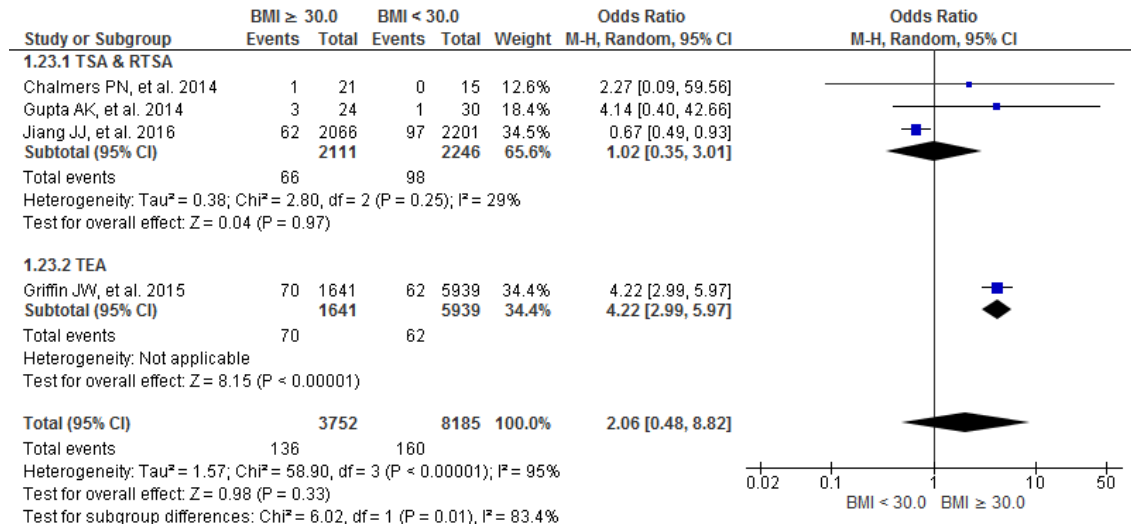 BMI ≥ 30.0 BMI < 30.0 Odds Ratio Odds Ratio
Study or Subgroup Events Total Events Total Weight M-H, Random, 95% CI M-H, Random, 95% CI
1.23.1 TSA & RTSA
Chalmers PN, et al. 2014 1 21 0 15 12.6% 2.27 [0.09, 59.56]
Gupta AK, et al. 2014 3 24 1 30 18.4% 4.14 [0.40, 42.66]
Jiang JJ, et al. 2016 62 2066 97 2201 34.5% 0.67 [0.49, 0.93]
Subtotal (95% CI) 2111 2246 65.6% 1.02 [0.35, 3.01]
Total events 66 98
Heterogeneity: Tau² = 0.38; Chi² = 2.80, df = 2 (P = 0.25); I² = 29%
Test for overall effect: Z = 0.04 (P = 0.97)
1.23.2 TEA
Griffin JW, et al. 2015 70 1641 62 5939 34.4% 4.22 [2.99, 5.97]
Subtotal (95% CI) 1641 5939 34.4% 4.22 [2.99, 5.97]
Total events 70 62
Heterogeneity: Not applicable
Test for overall effect: Z = 8.15 (P < 0.00001)
Total (95% CI) 3752 8185 100.0% 2.06 [0.48, 8.82]
Total events 136 160
Heterogeneity: Tau² = 1.57; Chi² = 58.90, df = 3 (P < 0.00001); I² = 95%
Test for overall effect: Z = 0.98 (P = 0.33)
Test for subgroup differences: Chi² = 6.02, df = 1 (P = 0.01), I² = 83.4%
0.02 0.1 1 10 50
BMI < 30.0 BMI ≥ 30.0